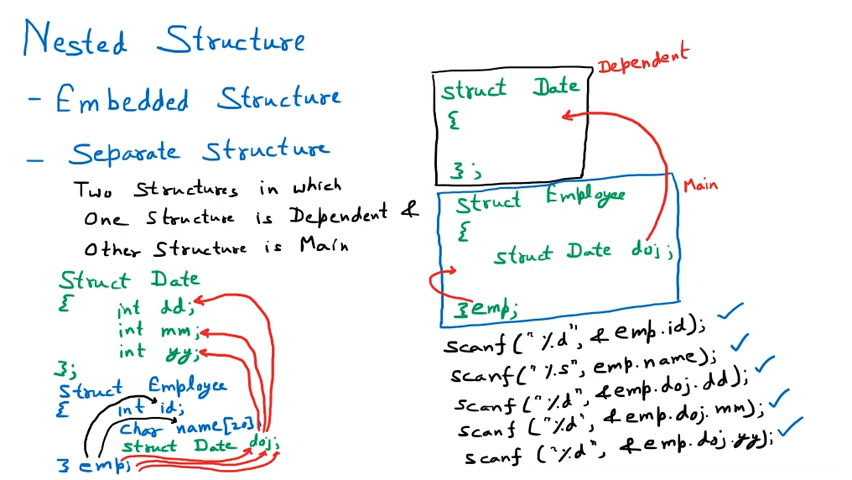 Nested Structure
- Embedded Structure
- Separate Structure
Two Structures in which
One Structure is Dependent &
Other Structure is Main
Struct Date
{ int dd;
int mm;
int yy;
};
Struct Employee
{ int id;
char name[20];
struct Date doj;
} emp;
Dependent
struct Date
{
};
Main
Struct Employee
{
struct Date doj;
} emp;
scanf("%d", & emp.id);
scanf("%s", emp.name);
scanf("%d", &emp.doj.dd);
scanf("%d", &emp.doj.mm);
scanf("%d", &emp.doj.yy);